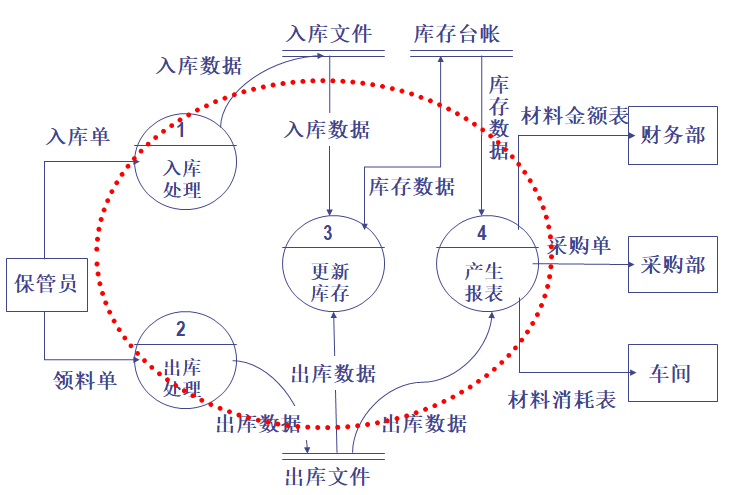 入库文件
库存台帐
入库数据
库存数据
材料金额表
入库单
1
入库
处理
入库数据
财务部
库存数据
3
更新
库存
4
产生
报表
采购单
采购部
保管员
2
出库
处理
领料单
出库数据
车间
材料消耗表
出库数据
出库数据
出库文件